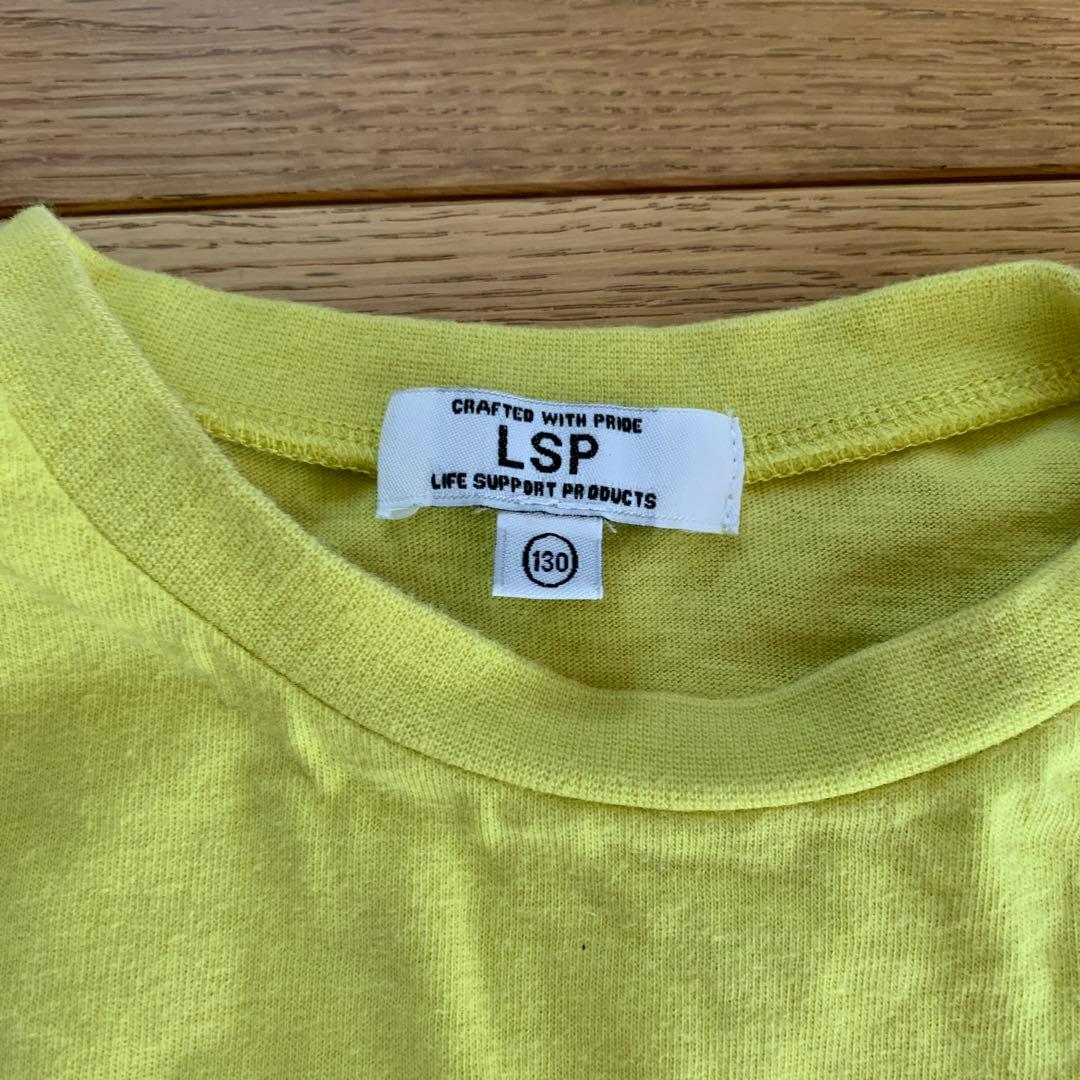 CRAFTED WITH PRIDE
LSP
LIFE SUPPORT PRODUCTS
130